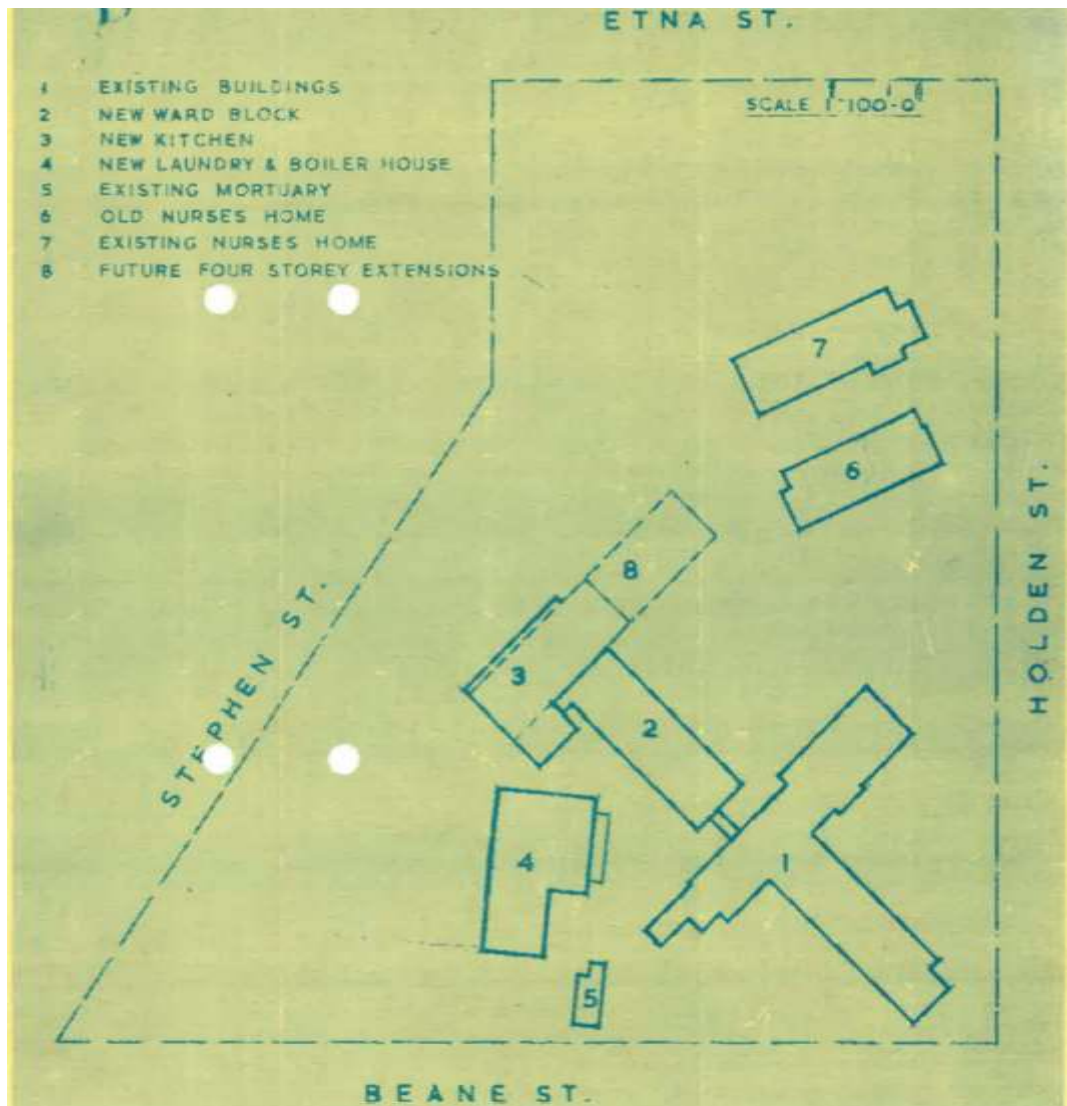 ETNA ST.
1 EXISTING BUILDINGS
2 NEW WARD BLOCK
3 NEW KITCHEN
4 NEW LAUNDRY & BOILER HOUSE
5 EXISTING MORTUARY
6 OLD NURSES HOME
7 EXISTING NURSES HOME
8 FUTURE FOUR STOREY EXTENSIONS
SCALE 1"100'-0"
7
6
HOLDEN ST.
8
STEPHEN ST.
3
2
4
1
5
BEANE ST.